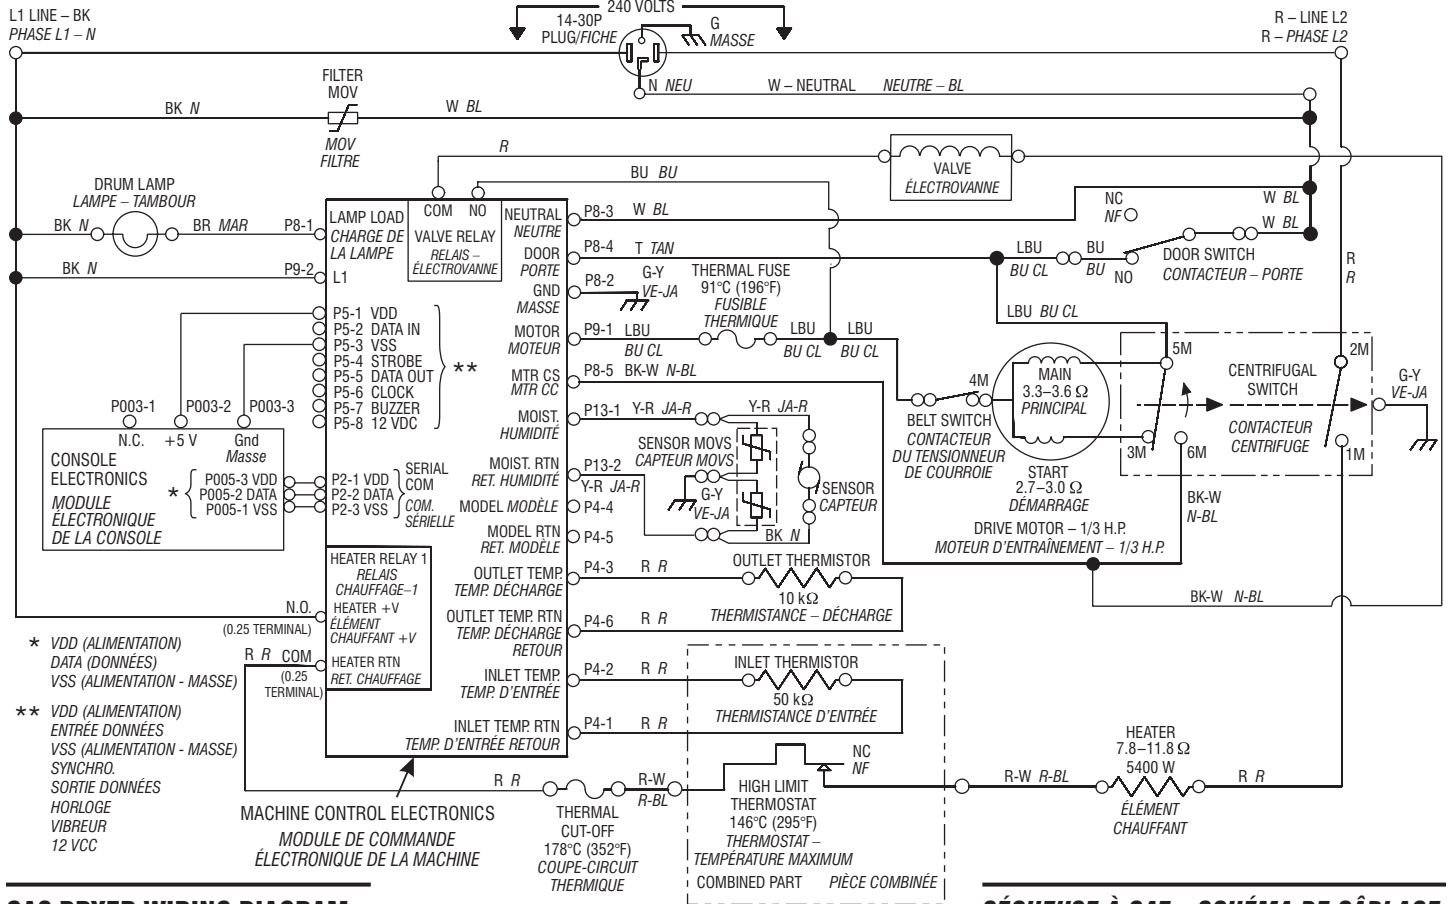 L1 LINE – BK
PHASE L1 – N
240 VOLTS
14-30P
PLUG/FICHE
G
MASSE
R – LINE L2
R – PHASE L2
N NEU
W – NEUTRAL NEUTRE – BL
FILTER
MOV
BK N
W BL
MOV
FILTRE
R
VALVE
ÉLECTROVANNE
BU BU
DRUM LAMP
LAMPE – TAMBOUR
BK N
BR MAR
P8-1
LAMP LOAD
CHARGE DE
LA LAMPE
COM NO
VALVE RELAY
RELAIS –
ÉLECTROVANNE
NEUTRAL
NEUTRE
P8-3 W BL
NC
NF
W BL
W BL
DOOR
PORTE
P8-4 T TAN
LBU
BU CL
BU
BU
NO
DOOR SWITCH
CONTACTEUR – PORTE
R
R
BK N
P9-2
L1
GND
MASSE
P8-2
G-Y
VE-JA
THERMAL FUSE
91°C (196°F)
FUSIBLE
THERMIQUE
LBU BU CL
P5-1 VDD
P5-2 DATA IN
P5-3 VSS
P5-4 STROBE
P5-5 DATA OUT
P5-6 CLOCK
P5-7 BUZZER
P5-8 12 VDC
**
MOTOR
MOTEUR
P9-1 LBU
BU CL
LBU
BU CL
LBU
BU CL
MTR CS
MTR CC
P8-5 BK-W N-BL
5M
2M
CENTRIFUGAL
SWITCH
CONTACTEUR
CENTRIFUGE
G-Y
VE-JA
4M
MAIN
3.3–3.6 Ω
PRINCIPAL
BELT SWITCH
CONTACTEUR
DU TENSIONNEUR
DE COURROIE
START
2.7–3.0 Ω
DÉMARRAGE
3M
6M
1M
P003-1 P003-2 P003-3
N.C. +5 V Gnd
Masse
CONSOLE
ELECTRONICS
MODULE
ÉLECTRONIQUE
DE LA CONSOLE
*
P005-3 VDD
P005-2 DATA
P005-1 VSS
P2-1 VDD
P2-2 DATA
P2-3 VSS
SERIAL
COM
COM.
SÉRIELLE
MOIST.
HUMIDITÉ
P13-1 Y-R JA-R
Y-R JA-R
SENSOR MOVS
CAPTEUR MOVS
MOIST. RTN
RET. HUMIDITÉ
P13-2
Y-R JA-R
G-Y
VE-JA
SENSOR
CAPTEUR
BK N
MODEL MODÈLE
P4-4
MODEL RTN
RET. MODÈLE
P4-5
BK-W
N-BL
DRIVE MOTOR – 1/3 H.P.
MOTEUR D'ENTRAÎNEMENT – 1/3 H.P.
BK-W N-BL
HEATER RELAY 1
RELAIS
CHAUFFAGE–1
N.O.
(0.25 TERMINAL)
HEATER +V
ÉLÉMENT
CHAUFFANT +V
R R COM
(0.25
TERMINAL)
HEATER RTN
RET. CHAUFFAGE
OUTLET TEMP.
TEMP. DÉCHARGE
P4-3 R R
OUTLET THERMISTOR
10 kΩ
THERMISTANCE – DÉCHARGE
OUTLET TEMP. RTN
TEMP. DÉCHARGE
RETOUR
P4-6 R R
INLET TEMP.
TEMP. D'ENTRÉE
P4-2 R R
INLET THERMISTOR
50 kΩ
THERMISTANCE D'ENTRÉE
INLET TEMP. RTN
TEMP. D'ENTRÉE RETOUR
P4-1 R R
* VDD (ALIMENTATION)
DATA (DONNÉES)
VSS (ALIMENTATION - MASSE)
** VDD (ALIMENTATION)
ENTRÉE DONNÉES
VSS (ALIMENTATION - MASSE)
SYNCHRO.
SORTIE DONNÉES
HORLOGE
VIBREUR
12 VCC
MACHINE CONTROL ELECTRONICS
MODULE DE COMMANDE
ÉLECTRONIQUE DE LA MACHINE
R R
THERMAL
CUT-OFF
178°C (352°F)
COUPE-CIRCUIT
THERMIQUE
R-W
R-BL
NC
NF
HIGH LIMIT
THERMOSTAT
146°C (295°F)
THERMOSTAT –
TEMPÉRATURE MAXIMUM
COMBINED PART PIÈCE COMBINÉE
R-W R-BL
HEATER
7.8–11.8 Ω
5400 W
ÉLÉMENT
CHAUFFANT
R R
GAS DRYER WIRING DIAGRAM
SÉCHEUSE À GAZ – SCHÉMA DE CÂBLAGE